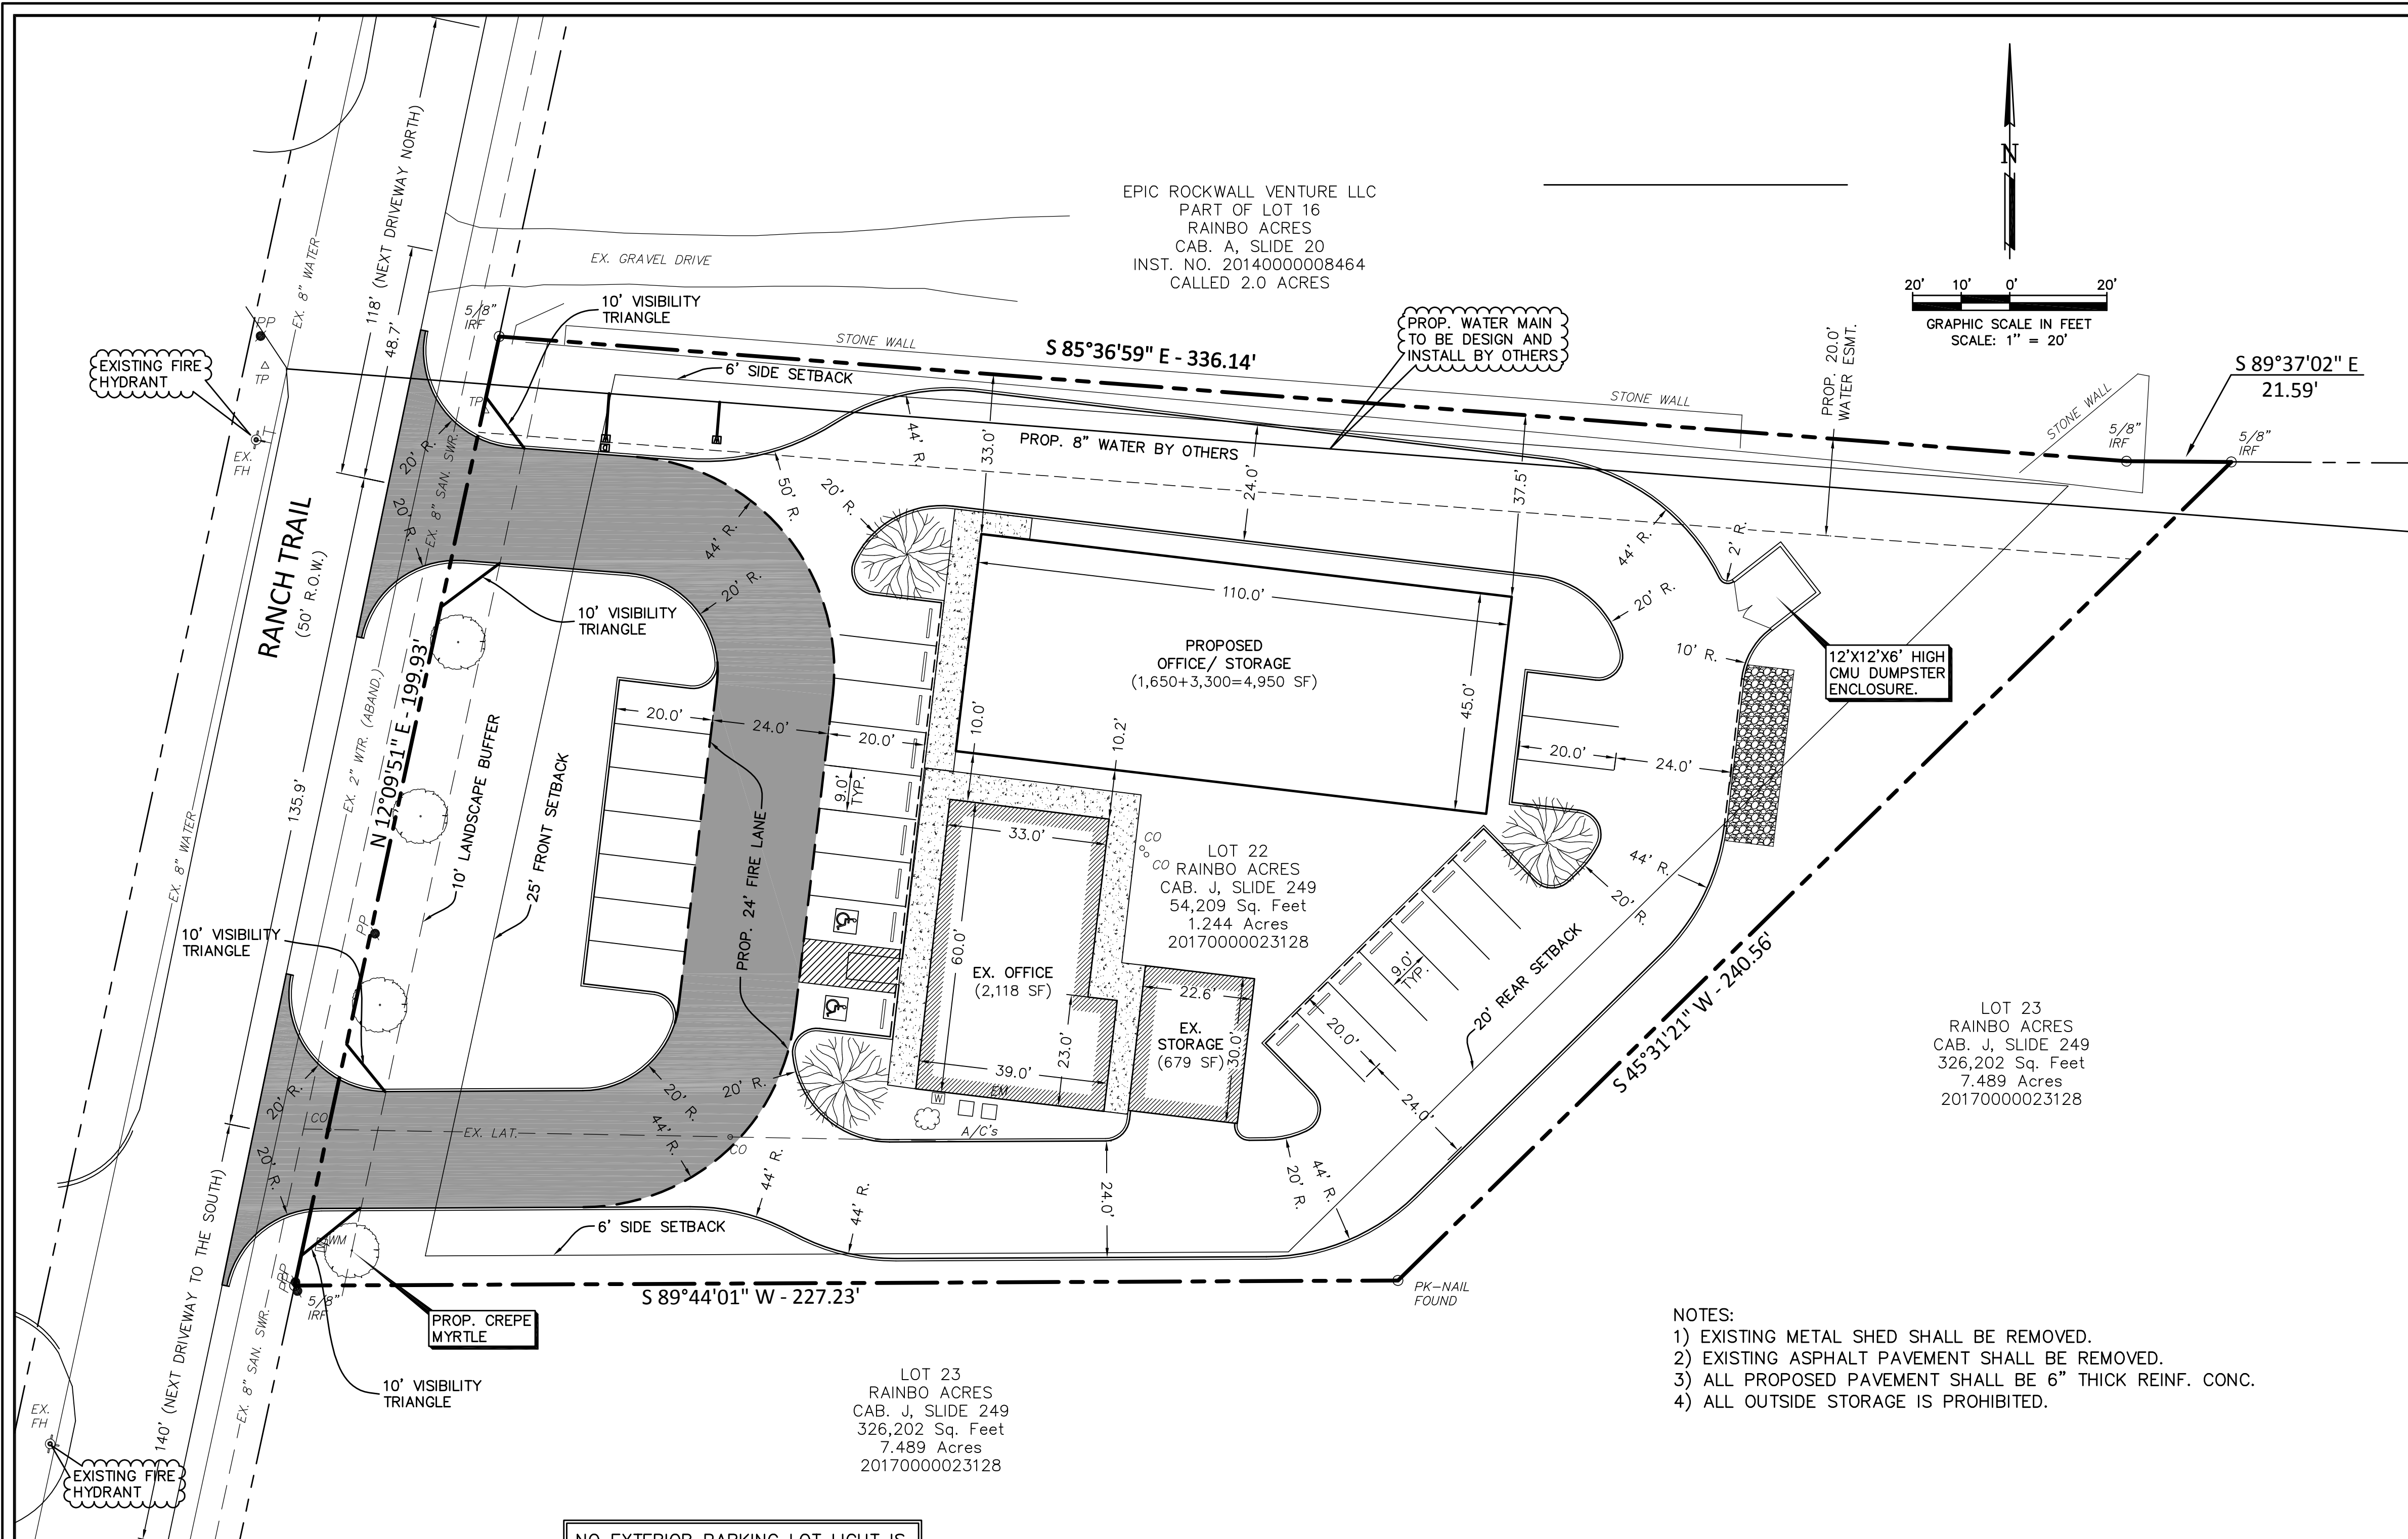 118' (NEXT DRIVEWAY NORTH)
48.7'
EX. 8" WATER
PP
TP
EXISTING FIRE
HYDRANT
EX.
FH
EX. GRAVEL DRIVE
5/8"
IRF
10' VISIBILITY
TRIANGLE
EPIC ROCKWALL VENTURE LLC
PART OF LOT 16
RAINBO ACRES
CAB. A, SLIDE 20
INST. NO. 20140000008464
CALLED 2.0 ACRES
N
20' 10' 0' 20'
GRAPHIC SCALE IN FEET
SCALE: 1" = 20'
STONE WALL
S 85°36'59" E - 336.14'
6' SIDE SETBACK
PROP. WATER MAIN
TO BE DESIGN AND
INSTALL BY OTHERS
STONE WALL
PROP. 20.0'
WATER ESMT.
STONE WALL
S 89°37'02" E
21.59'
5/8"
IRF
5/8"
IRF
TP
20' R.
20' R.
EX. 8" SAN. SWR.
33.0'
44' R.
PROP. 8" WATER BY OTHERS
24.0'
37.5'
50' R.
20' R.
44' R.
20' R.
44' R.
2' R.
20' R.
10' R.
RANCH TRAIL
(50' R.O.W.)
10' VISIBILITY
TRIANGLE
110.0'
PROPOSED
OFFICE/ STORAGE
(1,650+3,300=4,950 SF)
45.0'
12'X12'X6' HIGH
CMU DUMPSTER
ENCLOSURE.
N 12°09'51" E - 199.93'
EX. 2" WTR. (ABAND.)
135.9'
EX. 8" WATER
10' LANDSCAPE BUFFER
25' FRONT SETBACK
20.0'
24.0'
20.0'
9.0'
TYP.
10.0'
10.2'
20.0'
24.0'
PROP. 24' FIRE LANE
33.0'
CO
CO
LOT 22
RAINBO ACRES
CAB. J, SLIDE 249
54,209 Sq. Feet
1.244 Acres
20170000023128
44' R.
20' R.
PP
10' VISIBILITY
TRIANGLE
60.0'
EX. OFFICE
(2,118 SF)
23.0'
39.0'
22.6'
EX.
STORAGE
(679 SF)
30.0'
9.0'
TYP.
20.0'
24.0'
20' REAR SETBACK
S 45°31'21" W - 240.56'
LOT 23
RAINBO ACRES
CAB. J, SLIDE 249
326,202 Sq. Feet
7.489 Acres
20170000023128
20' R.
20' R.
CO
EX. LAT.
CO
20' R.
44' R.
20' R.
W
EM
A/C's
44' R.
44' R.
24.0'
20' R.
44' R.
140' (NEXT DRIVEWAY TO THE SOUTH)
EX. 8" SAN. SWR.
WM
6' SIDE SETBACK
PP
5/8"
IRF
S 89°44'01" W - 227.23'
PK-NAIL
FOUND
PROP. CREPE
MYRTLE
10' VISIBILITY
TRIANGLE
EX.
FH
EXISTING FIRE
HYDRANT
LOT 23
RAINBO ACRES
CAB. J, SLIDE 249
326,202 Sq. Feet
7.489 Acres
20170000023128
NOTES:
1) EXISTING METAL SHED SHALL BE REMOVED.
2) EXISTING ASPHALT PAVEMENT SHALL BE REMOVED.
3) ALL PROPOSED PAVEMENT SHALL BE 6" THICK REINF. CONC.
4) ALL OUTSIDE STORAGE IS PROHIBITED.
NO EXTERIOR PARKING LOT LIGHT IS